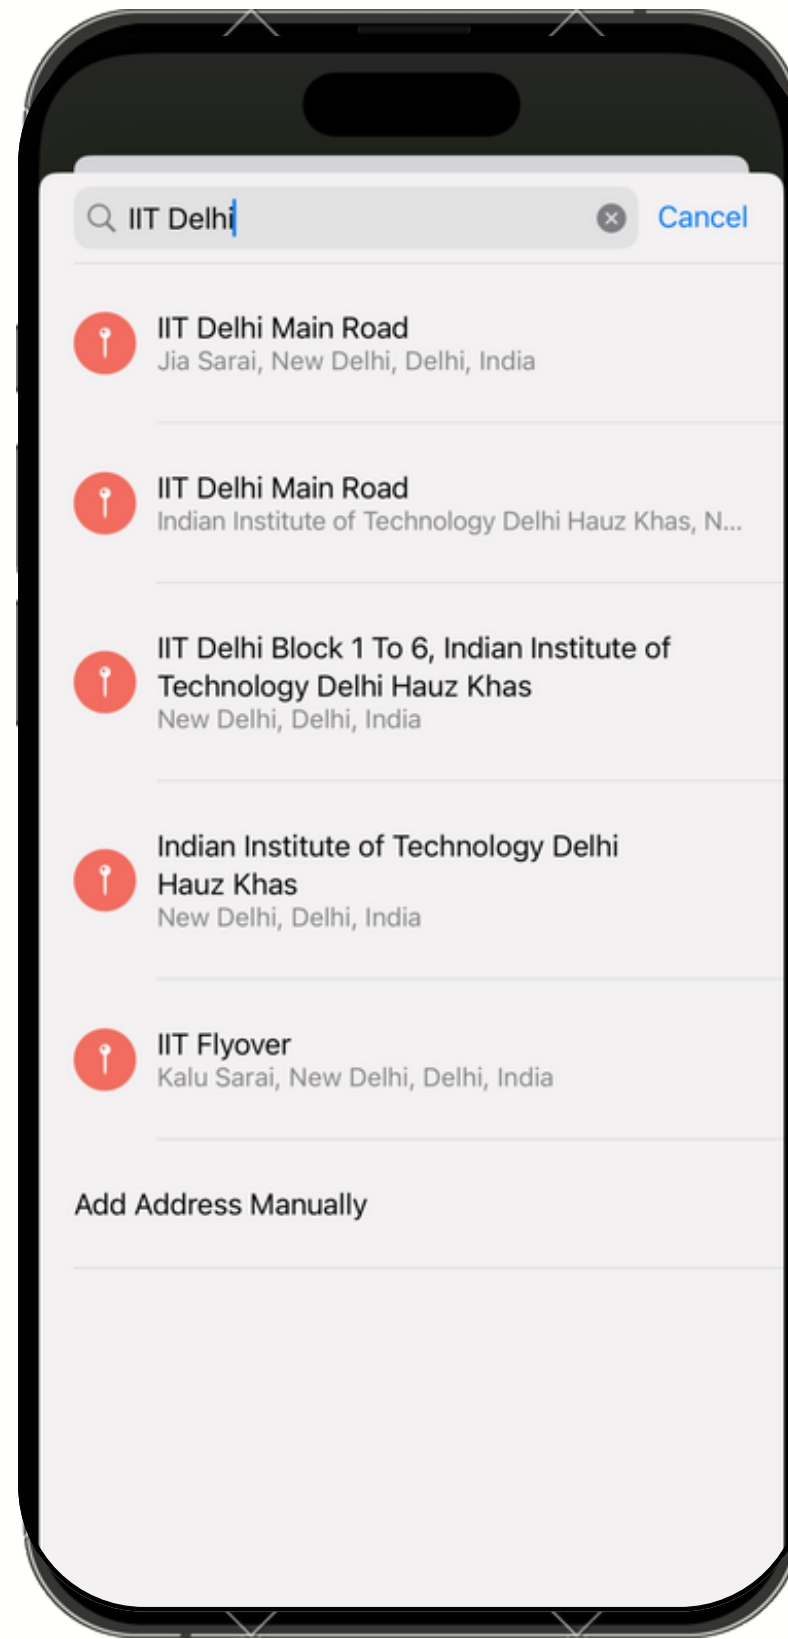 IIT Delhi
Cancel
IIT Delhi Main Road
Jia Sarai, New Delhi, Delhi, India
IIT Delhi Main Road
Indian Institute of Technology Delhi Hauz Khas, N...
IIT Delhi Block 1 To 6, Indian Institute of
Technology Delhi Hauz Khas
New Delhi, Delhi, India
Indian Institute of Technology Delhi
Hauz Khas
New Delhi, Delhi, India
IIT Flyover
Kalu Sarai, New Delhi, Delhi, India
Add Address Manually